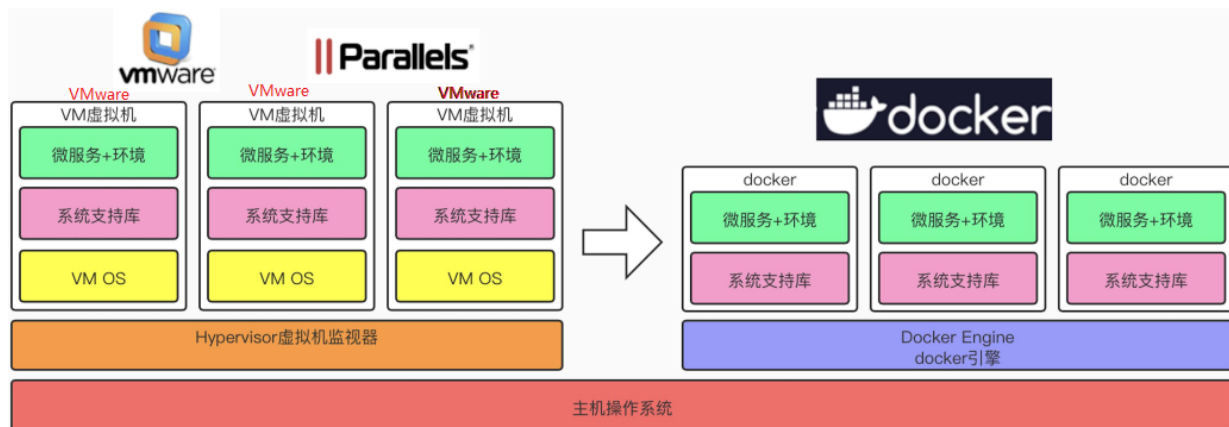 vmware
Parallels
VMware
VMware
VMware
docker
VM虚拟机
VM虚拟机
VM虚拟机
微服务+环境
微服务+环境
微服务+环境
系统支持库
系统支持库
系统支持库
VM OS
VM OS
VM OS
Hypervisor虚拟机监视器
docker
docker
docker
微服务+环境
微服务+环境
微服务+环境
系统支持库
系统支持库
系统支持库
Docker Engine
docker引擎
主机操作系统